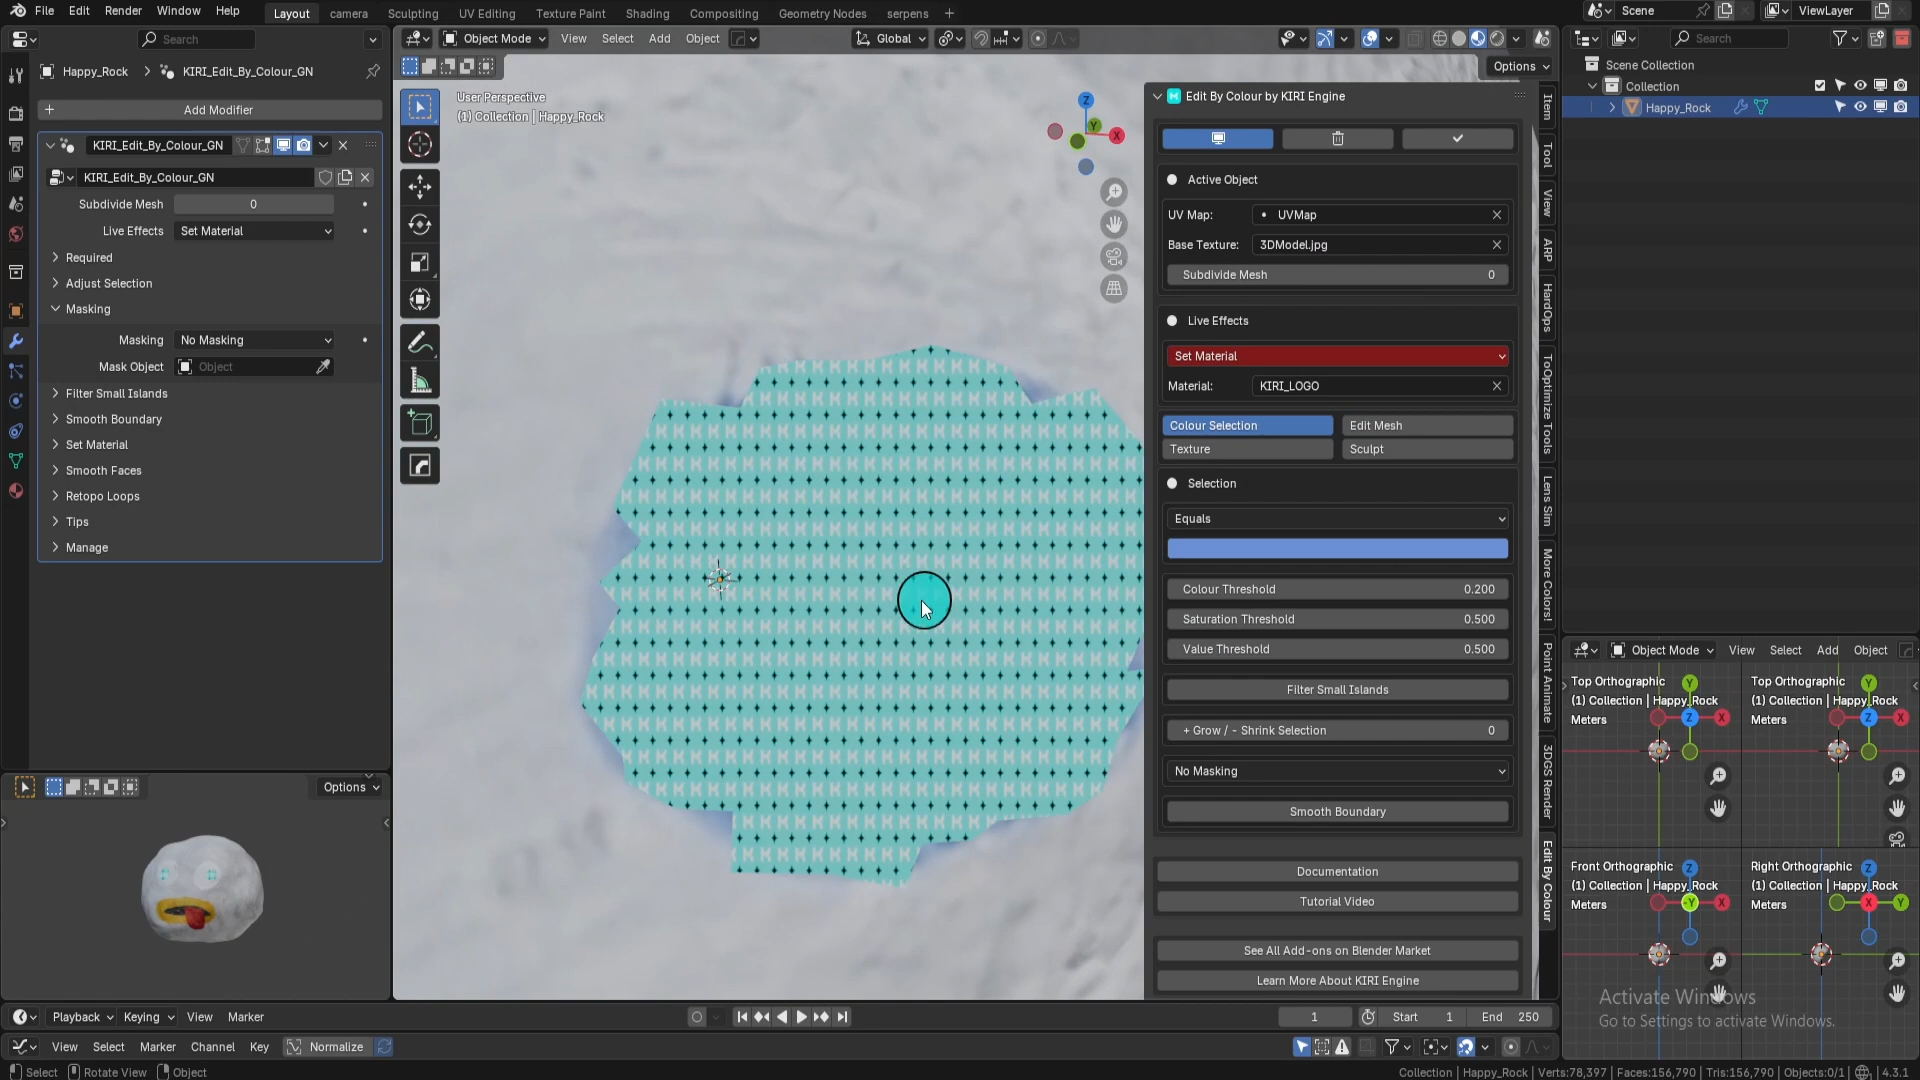 File Edit Render Window Help
Layout camera Sculpting UV Editing Texture Paint Shading Compositing Geometry Nodes serpens +
Scene
ViewLayer
Search
Object Mode View Select Add Object
Global
Search
Options
Happy_Rock KIRI_Edit_By_Colour_GN
+ Add Modifier
KIRI_Edit_By_Colour_GN
KIRI_Edit_By_Colour_GN
Subdivide Mesh 0
Live Effects Set Material
Required
Adjust Selection
Masking
Masking No Masking
Mask Object Object
Filter Small Islands
Smooth Boundary
Set Material
Smooth Faces
Retopo Loops
Tips
Manage
Options
User Perspective
(1) Collection | Happy_Rock
Z
Y
X
Edit By Colour by KIRI Engine
Active Object
UV Map: UVMap
Base Texture: 3DModel.jpg
Subdivide Mesh 0
Live Effects
Set Material
Material: KIRI_LOGO
Colour Selection Edit Mesh
Texture Sculpt
Selection
Equals
Colour Threshold 0.200
Saturation Threshold 0.500
Value Threshold 0.500
Filter Small Islands
+ Grow / - Shrink Selection 0
No Masking
Smooth Boundary
Documentation
Tutorial Video
See All Add-ons on Blender Market
Learn More About KIRI Engine
Item
Tool
View
ARP
HardOps
ToOptimize Tools
Lens Sim
More Colors!
Point Animate
3DGS Render
Edit By Colour
Scene Collection
Collection
Happy_Rock
Object Mode View Select Add Object
Top Orthographic
(1) Collection | Happy_Rock
Meters
Y
Z
X
Top Orthographic
(1) Collection | Happy_Rock
Meters
Y
Z
X
Front Orthographic
(1) Collection | Happy_Rock
Meters
Z
-Y
X
Right Orthographic
(1) Collection | Happy_Rock
Meters
Z
X
Y
Activate Windows
Go to Settings to activate Windows.
Playback Keying View Marker
1 Start 1 End 250
View Select Marker Channel Key Normalize
Select Rotate View Object
Collection | Happy_Rock | Verts:78,397 | Faces:156,790 | Tris:156,790 | Objects:0/1 | 4.3.1